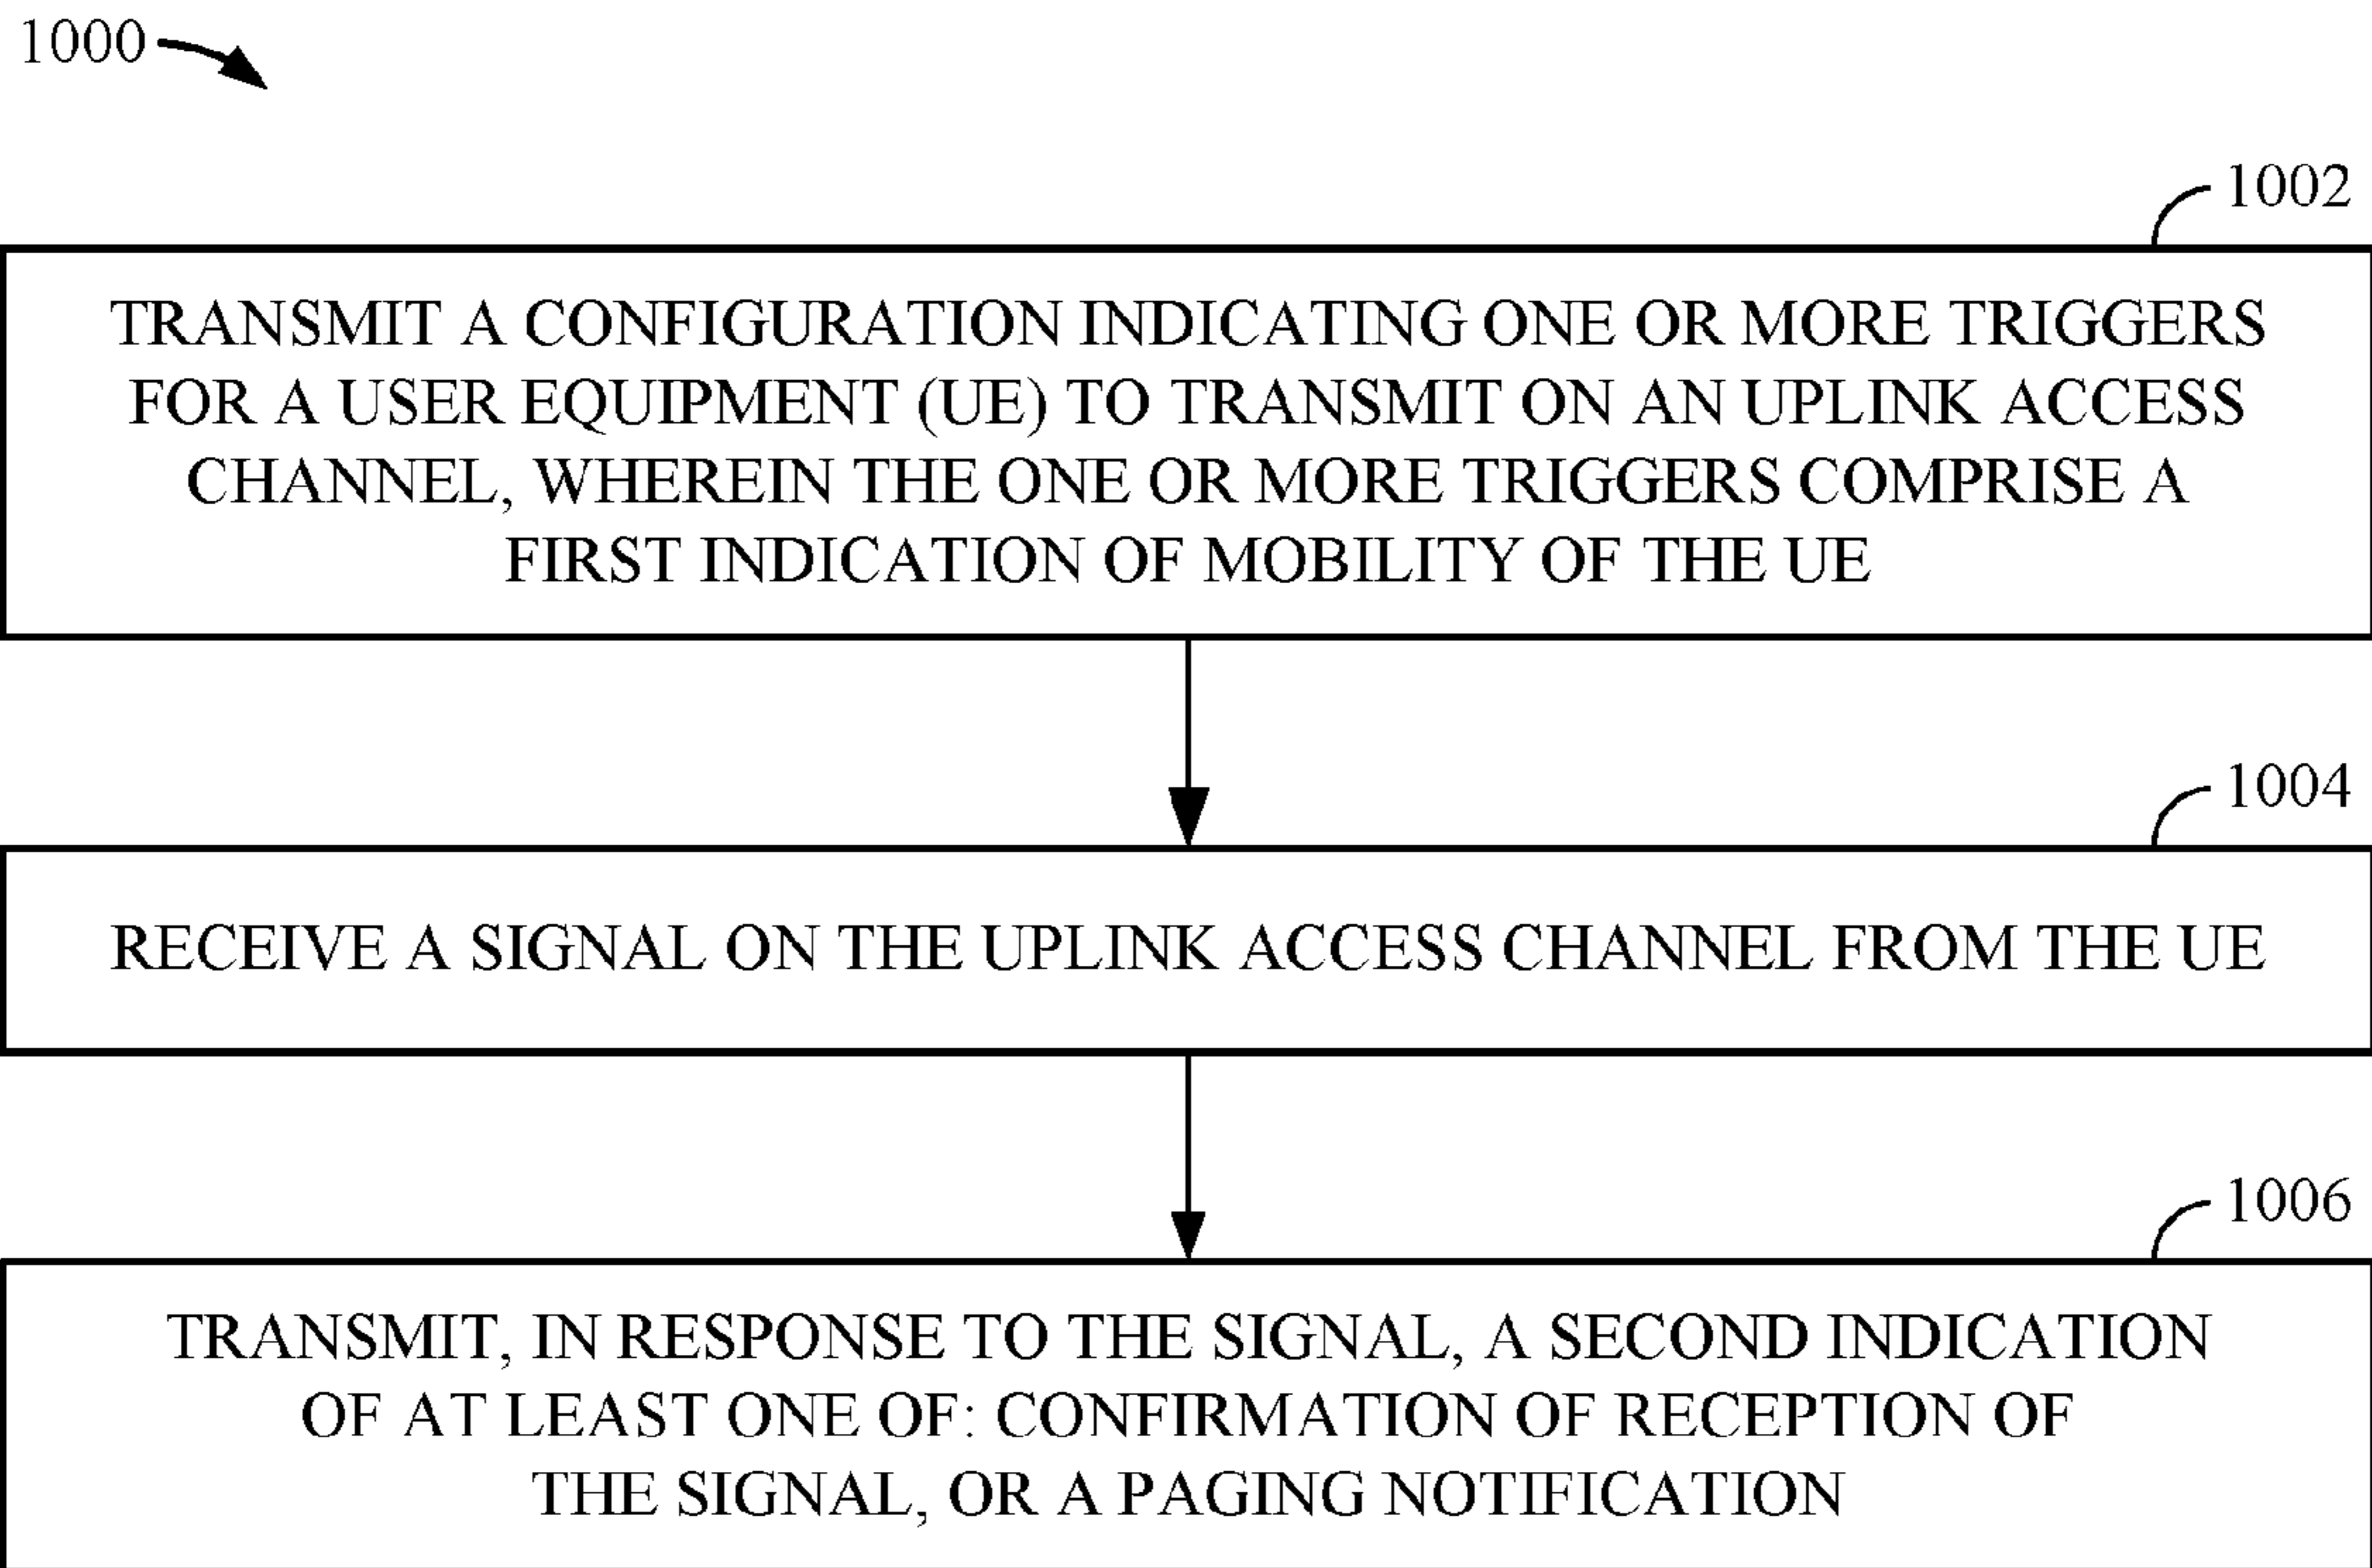 1000
1002
TRANSMIT A CONFIGURATION INDICATING ONE OR MORE TRIGGERS
FOR A USER EQUIPMENT (UE) TO TRANSMIT ON AN UPLINK ACCESS
CHANNEL, WHEREIN THE ONE OR MORE TRIGGERS COMPRISE A
FIRST INDICATION OF MOBILITY OF THE UE
1004
RECEIVE A SIGNAL ON THE UPLINK ACCESS CHANNEL FROM THE UE
1006
TRANSMIT, IN RESPONSE TO THE SIGNAL, A SECOND INDICATION
OF AT LEAST ONE OF: CONFIRMATION OF RECEPTION OF
THE SIGNAL, OR A PAGING NOTIFICATION